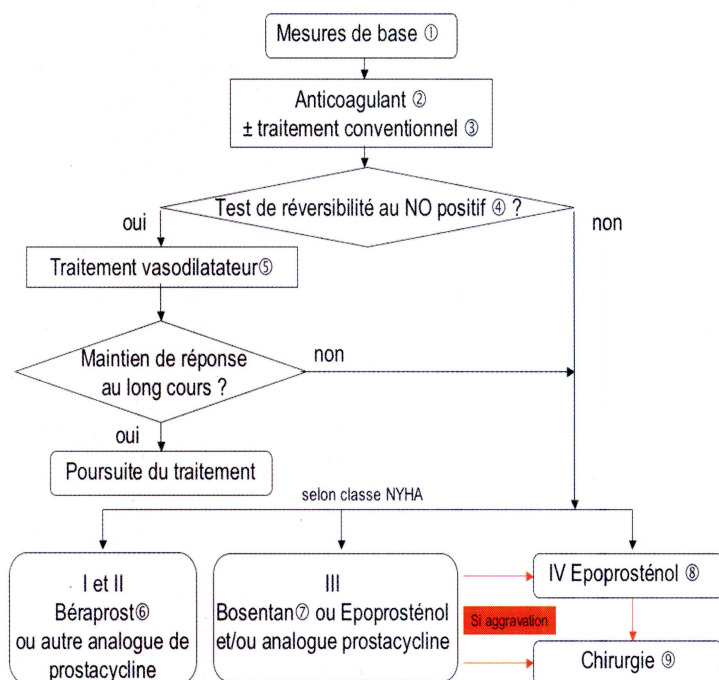 Mesures de base ①
Anticoagulant ②
± traitement conventionnel ③
Test de réversibilité au NO positif ④ ?
oui
non
Traitement vasodilatateur⑤
Maintien de réponse
au long cours ?
non
oui
Poursuite du traitement
selon classe NYHA
I et II
Béraprost⑥
ou autre analogue de
prostacycline
III
Bosentan⑦ ou Epoprosténol
et/ou analogue prostacycline
IV Epoprosténol ⑧
Si aggravation
Chirurgie ⑨